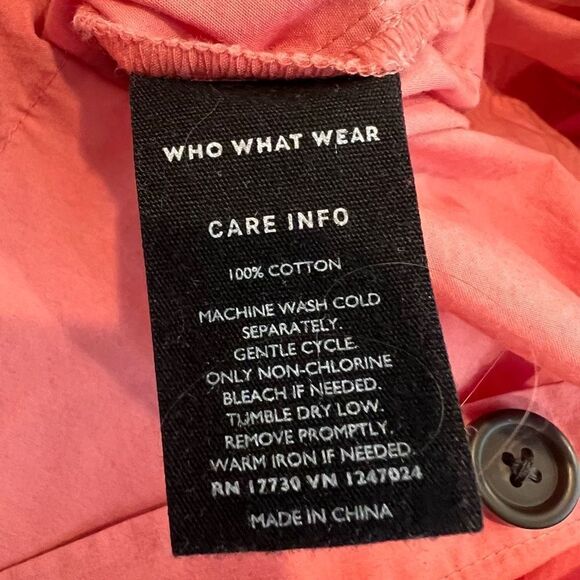 WHO WHAT WEAR
CARE INFO
100% COTTON
MACHINE WASH COLD
SEPARATELY.
GENTLE CYCLE.
ONLY NON-CHLORINE
BLEACH IF NEEDED.
TUMBLE DRY LOW.
REMOVE PROMPTLY.
WARM IRON IF NEEDED.
RN 17730 VN 1247024
MADE IN CHINA